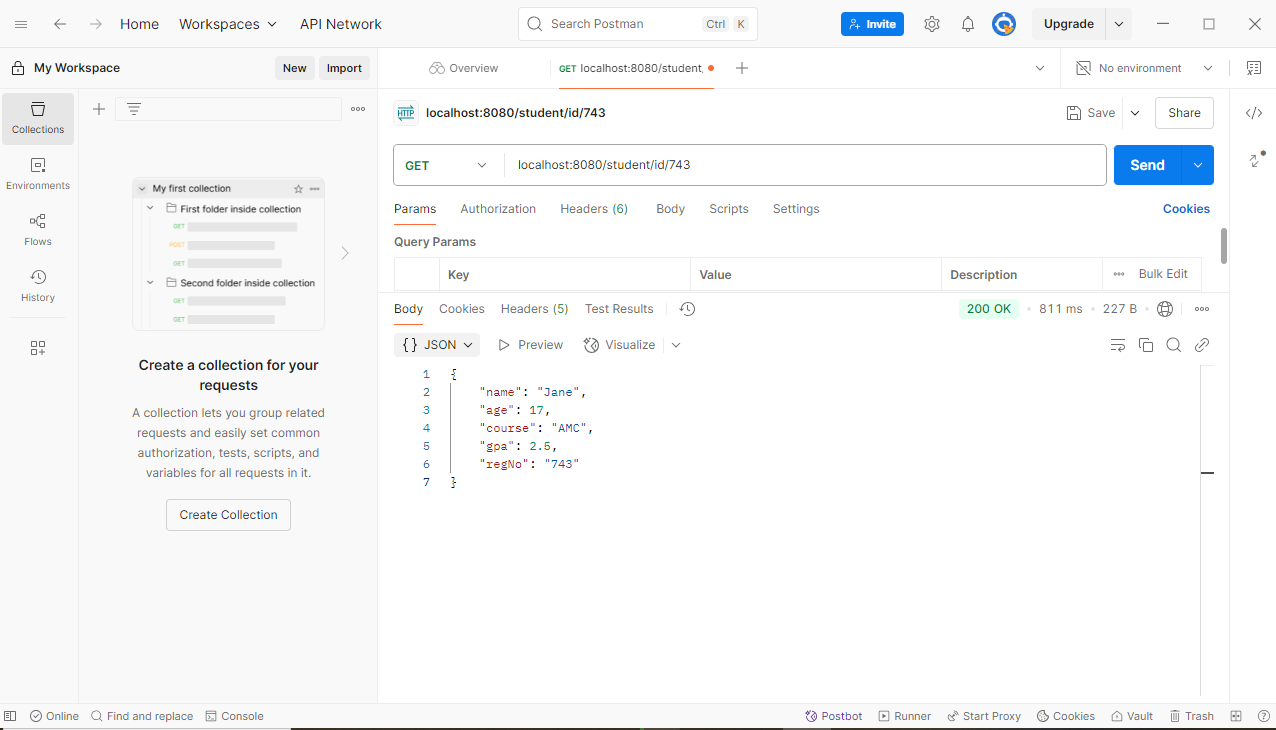 Home Workspaces API Network Search Postman Ctrl K Invite Upgrade
My Workspace New Import Overview GET localhost:8080/student, No environment
Collections
Environments
Flows
History
My first collection
First folder inside collection
GET
POST
GET
Second folder inside collection
GET
GET
Create a collection for your
requests
A collection lets you group related
requests and easily set common
authorization, tests, scripts, and
variables for all requests in it.
Create Collection
HTTP localhost:8080/student/id/743 Save Share
GET localhost:8080/student/id/743 Send
Params Authorization Headers (6) Body Scripts Settings Cookies
Query Params
Key Value Description Bulk Edit
Body Cookies Headers (5) Test Results 200 OK 811 ms 227 B
{} JSON Preview Visualize
1 {
2 "name": "Jane",
3 "age": 17,
4 "course": "AMC",
5 "gpa": 2.5,
6 "regNo": "743"
7 }
Online Find and replace Console Postbot Runner Start Proxy Cookies Vault Trash